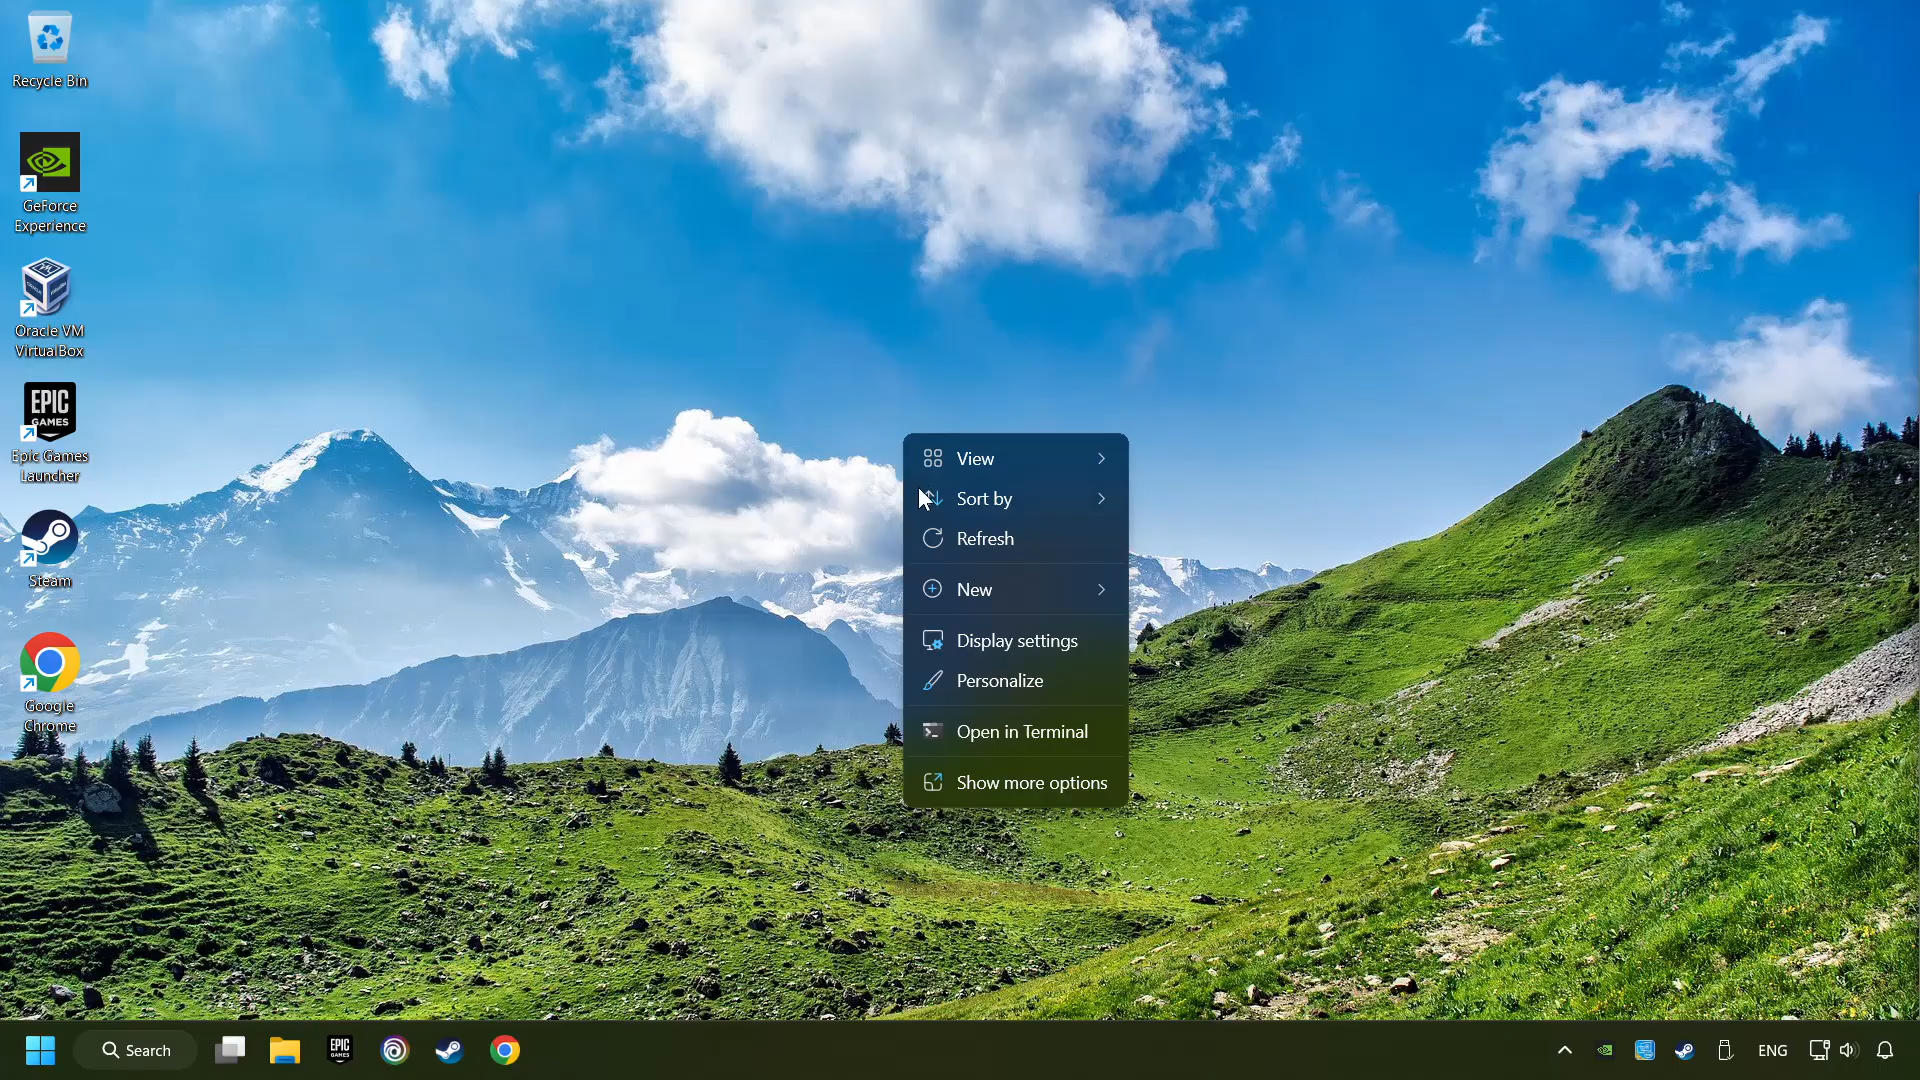 Recycle Bin
GeForce
Experience
Oracle VM
VirtualBox
EPIC
GAMES
Epic Games
Launcher
Steam
Google
Chrome
View
Sort by
Refresh
New
Display settings
Personalize
Open in Terminal
Show more options
Search
EPIC
GAMES
ENG